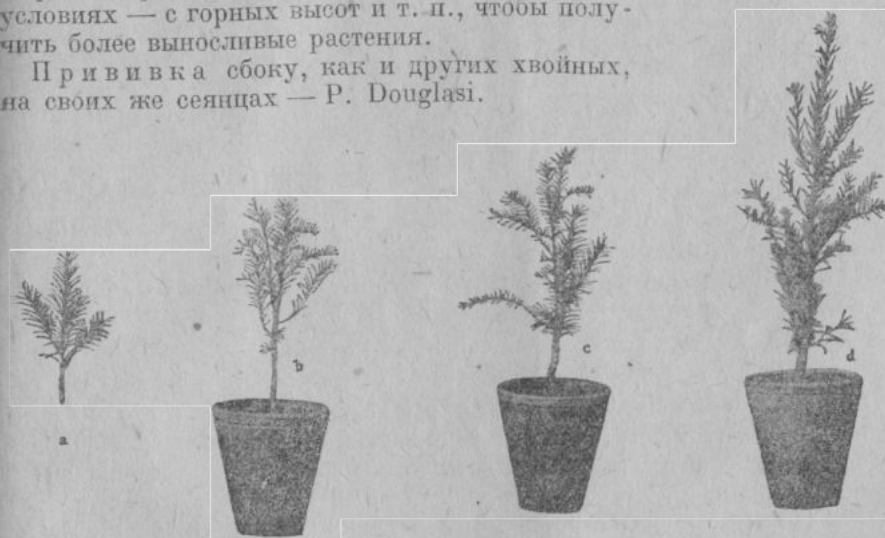 условиях — с горных высот и т. п., чтобы полу-
чить более выносливые растения.
Прививка сбоку, как и других хвойных,
на своих же сеянцах — P. Douglasi.
a
b
c
d